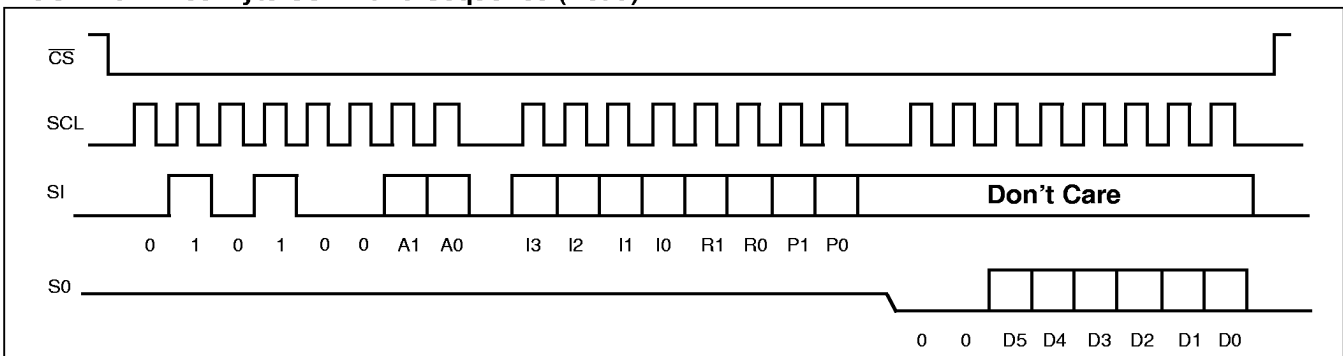 CS
SCL
SI
Don't Care
0 1 0 1 0 0 A1 A0 I3 I2 I1 I0 R1 R0 P1 P0
S0
0 0 D5 D4 D3 D2 D1 D0